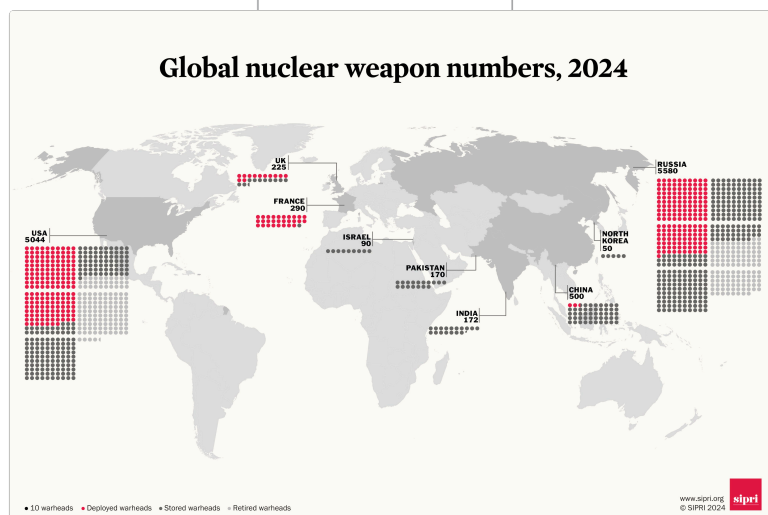 Global nuclear weapon numbers, 2024
UK
225
RUSSIA
5580
FRANCE
290
USA
5044
ISRAEL
90
NORTH
KOREA
50
PAKISTAN
170
CHINA
500
INDIA
172
www.sipri.org
© SIPRI 2024
sipri
10 warheads Deployed warheads Stored warheads Retired warheads